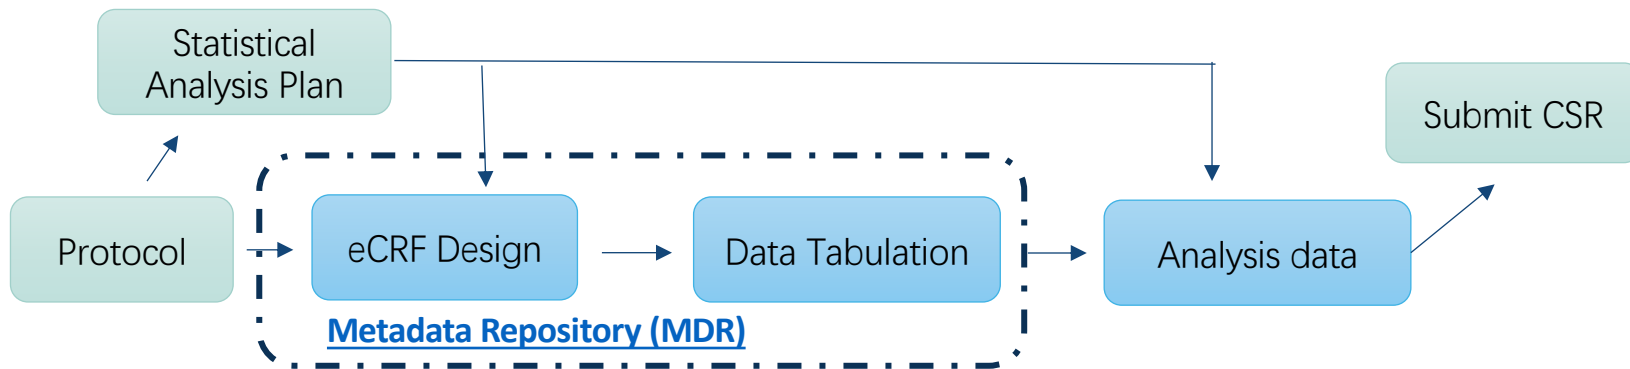 Statistical
Analysis Plan
Submit CSR
Protocol
eCRF Design
Data Tabulation
Analysis data
Metadata Repository (MDR)